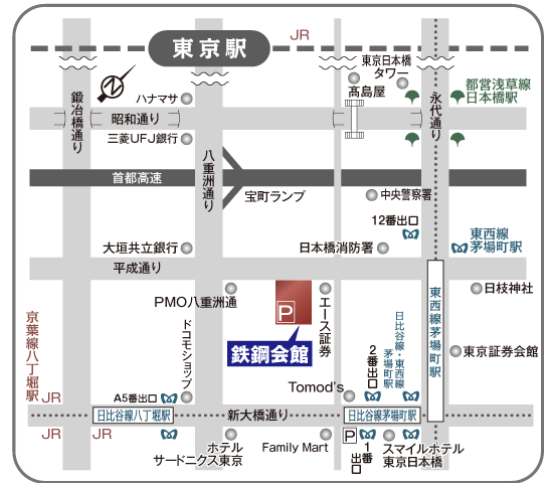 JR
東京駅
東京日本橋
タワー
髙島屋
都営浅草線
日本橋駅
鍛冶橋通り
ハナマサ
昭和通り
三菱UFJ銀行
八重洲通り
永代通り
首都高速
宝町ランプ
中央警察署
12番出口
大垣共立銀行
日本橋消防署
東西線
茅場町駅
平成通り
PMO八重洲通
P
エース証券
日枝神社
東西線茅場町駅
京葉線八丁堀駅
ドコモショップ
鉄鋼会館
日比谷線・東西線
茅場町駅
2番出口
東京証券会館
Tomod's
JR
A5番出口
日比谷線八丁堀駅
新大橋通り
日比谷線茅場町駅
JR
JR
ホテル
サードニクス東京
Family Mart
P
1番
出口
スマイルホテル
東京日本橋